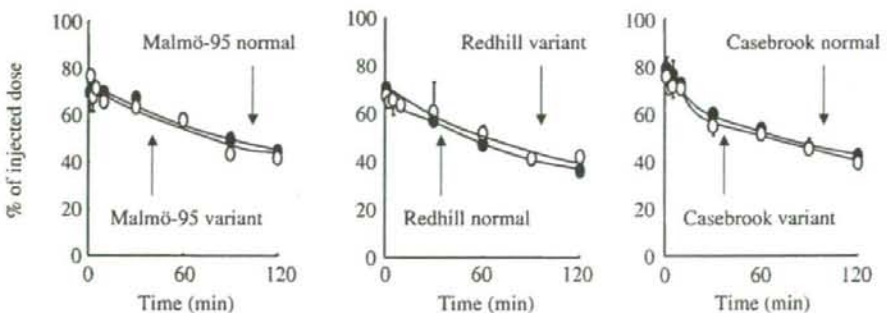 % of injected dose
100
80
60
40
20
0
Malmö-95 normal
Malmö-95 variant
0 60 120
Time (min)
100
80
60
40
20
0
Redhill variant
Redhill normal
0 60 120
Time (min)
100
80
60
40
20
0
Casebrook normal
Casebrook variant
0 60 120
Time (min)